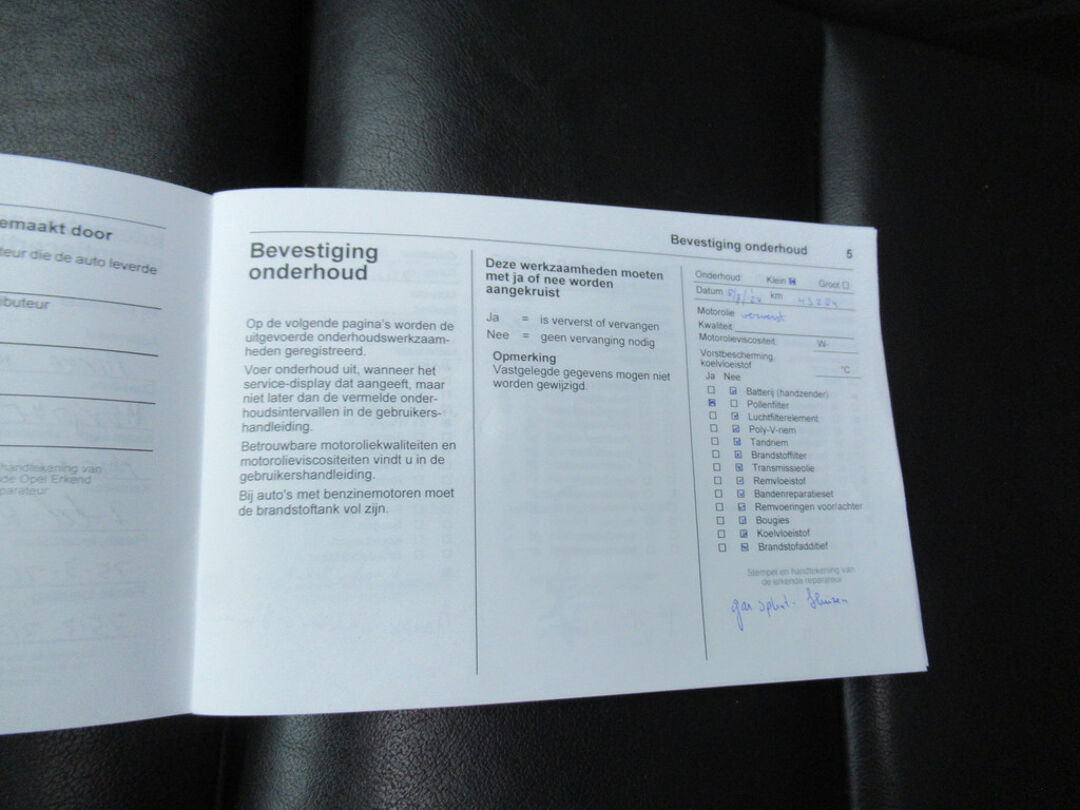 emaakt door
teur die de auto leverde
ibuteur
handtekening van
de Opel Erkend
parateur
Bevestiging
onderhoud
Op de volgende pagina's worden de
uitgevoerde onderhoudswerkzaam-
heden geregistreerd.
Voer onderhoud uit, wanneer het
service-display dat aangeeft, maar
niet later dan de vermelde onder-
houdsintervallen in de gebruikers-
handleiding.
Betrouwbare motoroliekwaliteiten en
motorolieviscositeiten vindt u in de
gebruikershandleiding.
Bij auto's met benzinemotoren moet
de brandstoftank vol zijn.
Deze werkzaamheden moeten
met ja of nee worden
aangekruist
Ja = is ververst of vervangen
Nee = geen vervanging nodig
Opmerking
Vastgelegde gegevens mogen niet
worden gewijzigd.
Bevestiging onderhoud 5
Onderhoud: Klein Groot
Datum km
Motorolie ververst
Kwaliteit
Motorolieviscositeit W-
Vorstbescherming,
koelvloeistof °C
Ja Nee
Batterij (handzender)
Pollenfilter
Luchtfilterelement
Poly-V-riem
Tandriem
Brandstoffilter
Transmissieolie
Remvloeistof
Bandenreparatieset
Remvoeringen voor/achter
Bougies
Koelvloeistof
Brandstofadditief
Stempel en handtekening van
de erkende reparateur